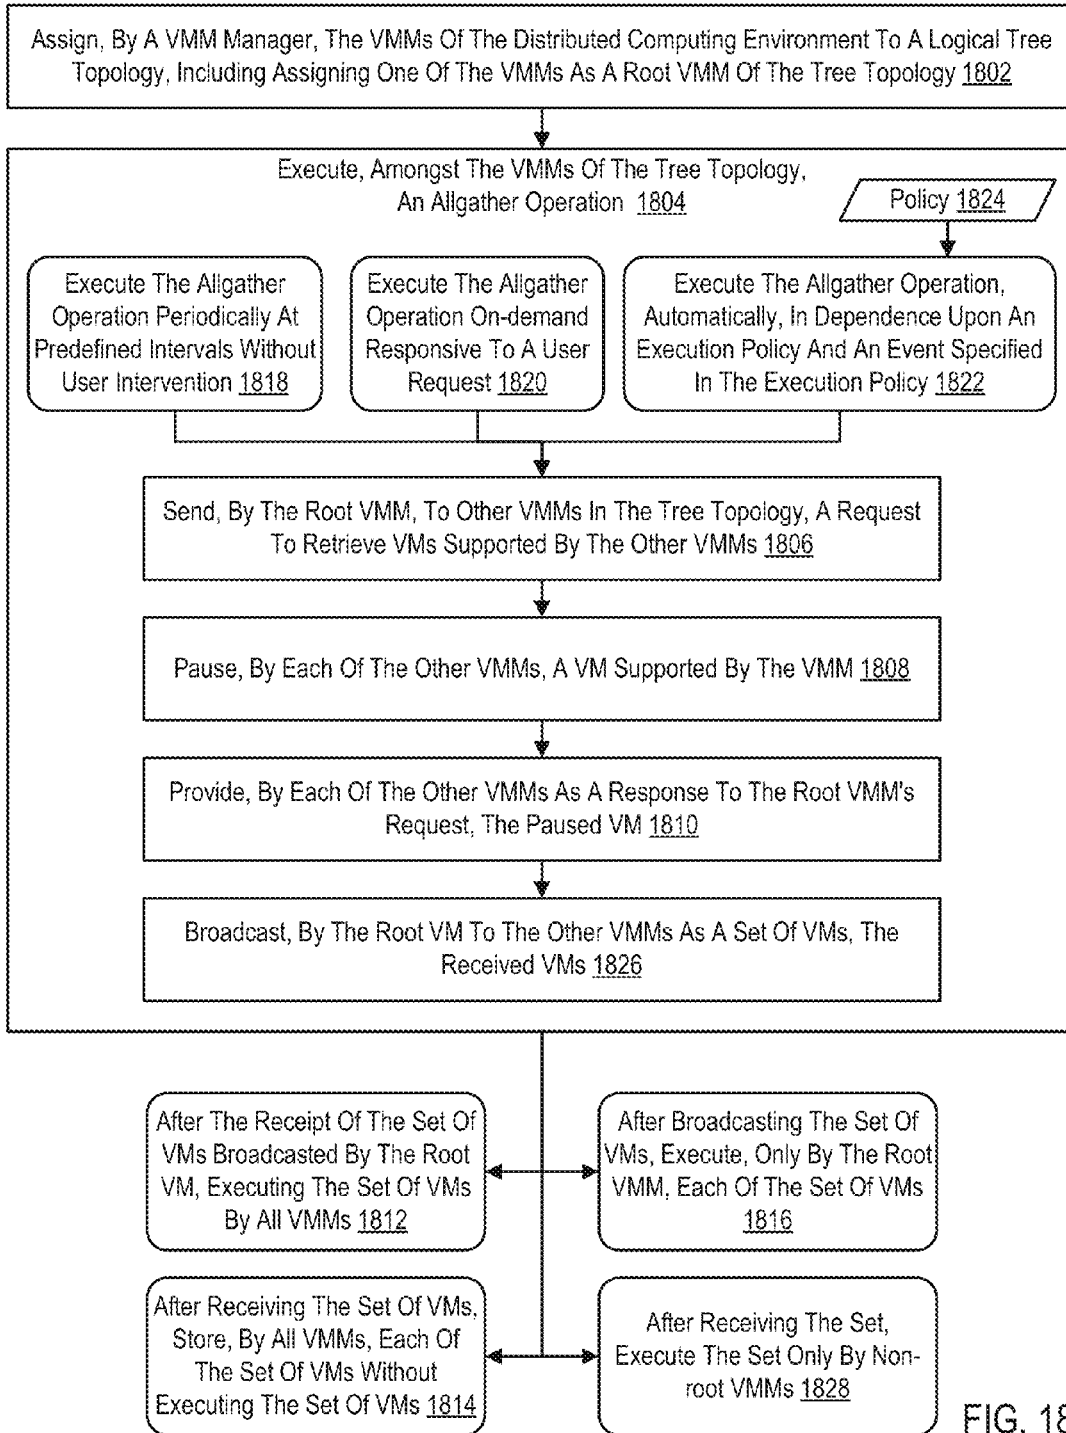 Assign, By A VMM Manager, The VMMs Of The Distributed Computing Environment To A Logical Tree
Topology, Including Assigning One Of The VMMs As A Root VMM Of The Tree Topology 1802
Execute, Amongst The VMMs Of The Tree Topology,
An Allgather Operation 1804
Policy 1824
Execute The Allgather
Operation Periodically At
Predefined Intervals Without
User Intervention 1818
Execute The Allgather
Operation On-demand
Responsive To A User
Request 1820
Execute The Allgather Operation,
Automatically, In Dependence Upon An
Execution Policy And An Event Specified
In The Execution Policy 1822
Send, By The Root VMM, To Other VMMs In The Tree Topology, A Request
To Retrieve VMs Supported By The Other VMMs 1806
Pause, By Each Of The Other VMMs, A VM Supported By The VMM 1808
Provide, By Each Of The Other VMMs As A Response To The Root VMM's
Request, The Paused VM 1810
Broadcast, By The Root VM To The Other VMMs As A Set Of VMs, The
Received VMs 1826
After The Receipt Of The Set Of
VMs Broadcasted By The Root
VM, Executing The Set Of VMs
By All VMMs 1812
After Broadcasting The Set Of
VMs, Execute, Only By The Root
VMM, Each Of The Set Of VMs
1816
After Receiving The Set Of VMs,
Store, By All VMMs, Each Of
The Set Of VMs Without
Executing The Set Of VMs 1814
After Receiving The Set,
Execute The Set Only By Non-
root VMMs 1828
FIG. 18